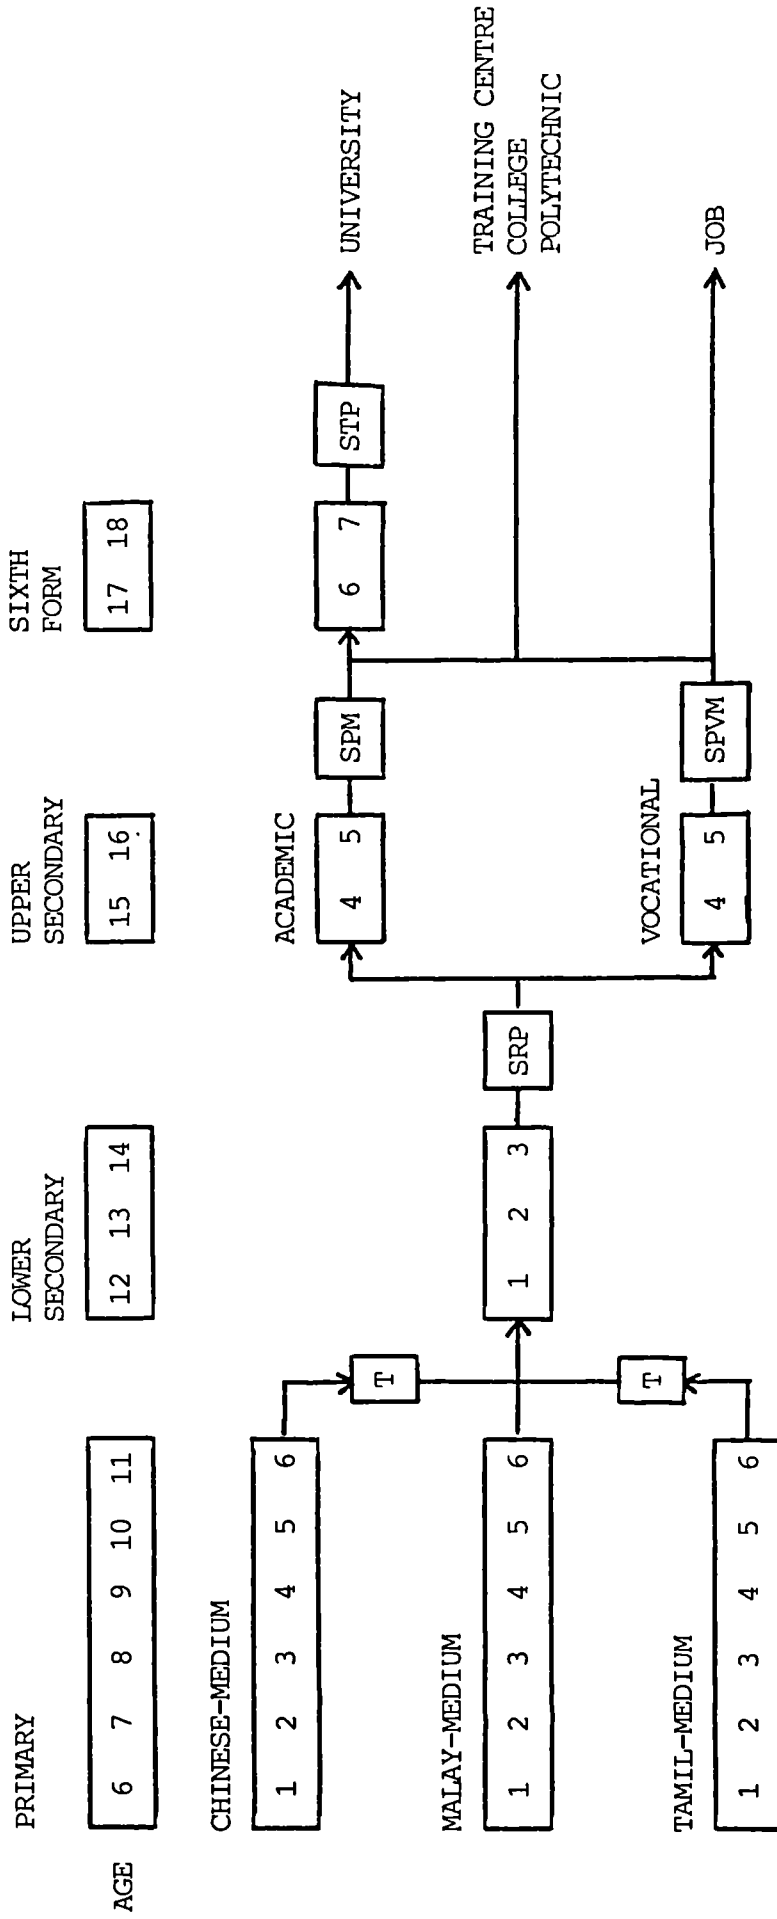 PRIMARY
LOWER
SECONDARY
UPPER
SECONDARY
SIXTH
FORM
AGE
6 7 8 9 10 11
12 13 14
15 16
17 18
CHINESE-MEDIUM
1 2 3 4 5 6
T
ACADEMIC
4 5
SPM
6 7
STP
UNIVERSITY
MALAY-MEDIUM
1 2 3 4 5 6
1 2 3
SRP
TRAINING CENTRE
COLLEGE
POLYTECHNIC
TAMIL-MEDIUM
1 2 3 4 5 6
T
VOCATIONAL
4 5
SPVM
JOB